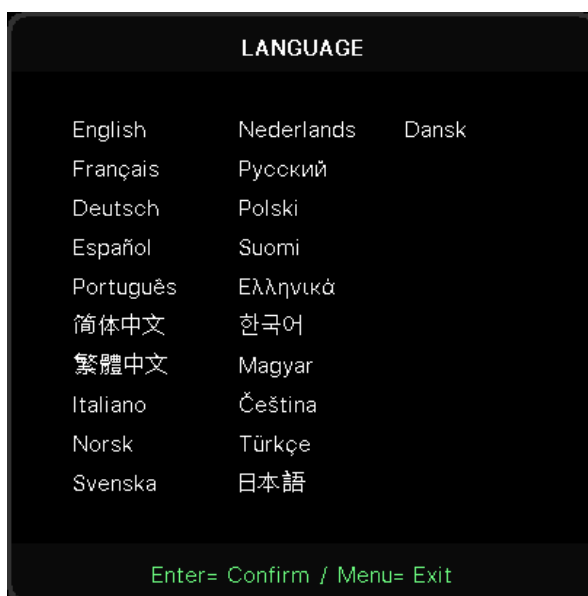 LANGUAGE
English Nederlands Dansk
Français Русский
Deutsch Polski
Español Suomi
Português Ελληνικά
简体中文 한국어
繁體中文 Magyar
Italiano Čeština
Norsk Türkçe
Svenska 日本語
Enter= Confirm / Menu= Exit